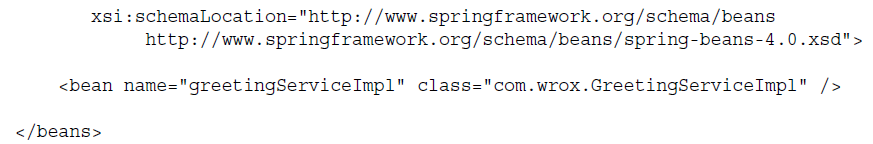 xsi:schemaLocation="http://www.springframework.org/schema/beans
http://www.springframework.org/schema/beans/spring-beans-4.0.xsd">
<bean name="greetingServiceImpl" class="com.wrox.GreetingServiceImpl" />
</beans>